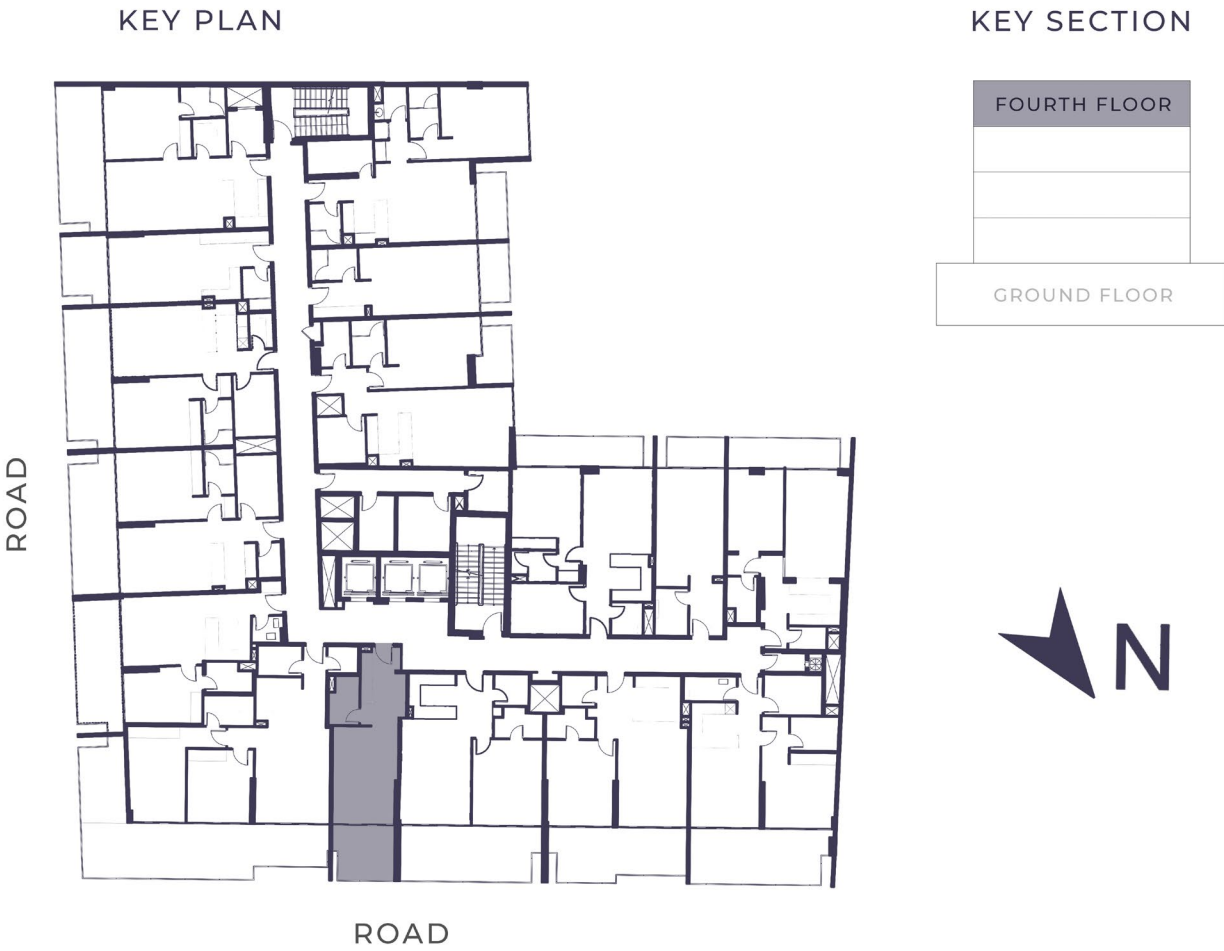 KEY PLAN
KEY SECTION
FOURTH FLOOR
GROUND FLOOR
ROAD
N
ROAD